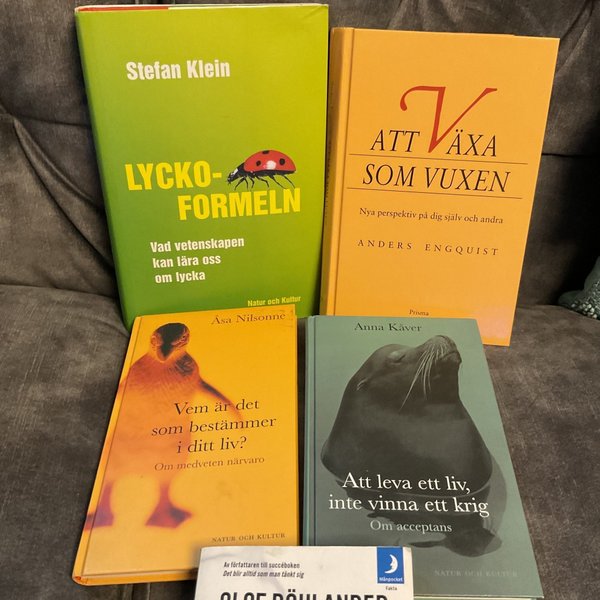 Stefan Klein
LYCKO-
FORMELN
Vad vetenskapen
kan lära oss
om lycka
Natur och Kultur
ATT VÄXA
SOM VUXEN
Nya perspektiv på dig själv och andra
ANDERS ENGQUIST
Prisma
Åsa Nilsonne
Vem är det
som bestämmer
i ditt liv?
Om medveten närvaro
NATUR OCH KULTUR
Anna Kåver
Att leva ett liv,
inte vinna ett krig
Om acceptans
NATUR OCH KULTUR
Av författaren till succéboken
Det blir alltid som man tänkt sig
Månpocket
Fakta
OLOF RÖHLANDER